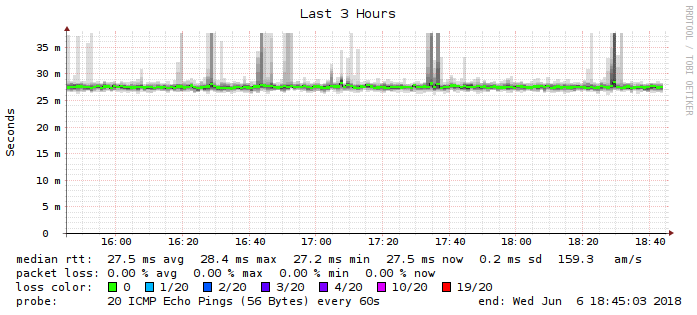 Last 3 Hours
RRDTOOL / TOBI OETIKER
Seconds
35 m
30 m
25 m
20 m
15 m
10 m
5 m
0
16:00 16:20 16:40 17:00 17:20 17:40 18:00 18:20 18:40
median rtt: 27.5 ms avg 28.4 ms max 27.2 ms min 27.5 ms now 0.2 ms sd 159.3 am/s
packet loss: 0.00 % avg 0.00 % max 0.00 % min 0.00 % now
loss color: 0 1/20 2/20 3/20 4/20 10/20 19/20
probe: 20 ICMP Echo Pings (56 Bytes) every 60s end: Wed Jun 6 18:45:03 2018